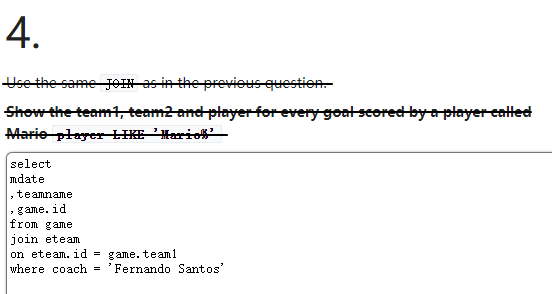 4.
Use the same JOIN as in the previous question.
Show the team1, team2 and player for every goal scored by a player called
Mario player LIKE 'Mario%'
select
mdate
,teamname
,game.id
from game
join eteam
on eteam.id = game.team1
where coach = 'Fernando Santos'